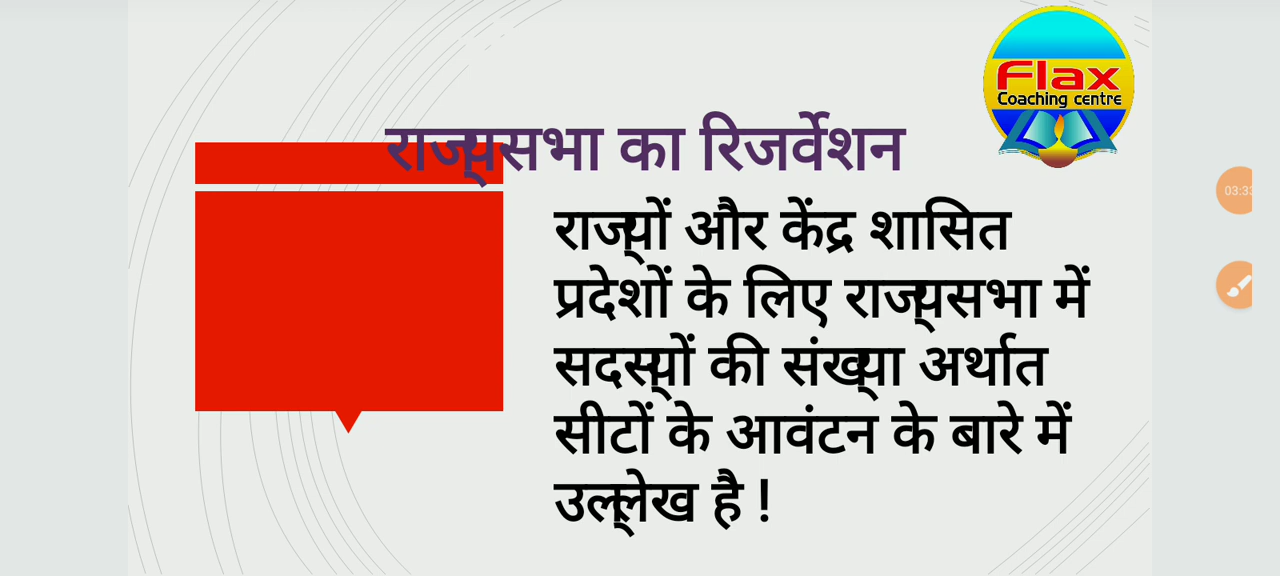 Flax
Coaching centre
राज्यसभा का रिजर्वेशन
राज्यों और केंद्र शासित
प्रदेशों के लिए राज्यसभा में
सदस्यों की संख्या अर्थात
सीटों के आवंटन के बारे में
उल्लेख है !